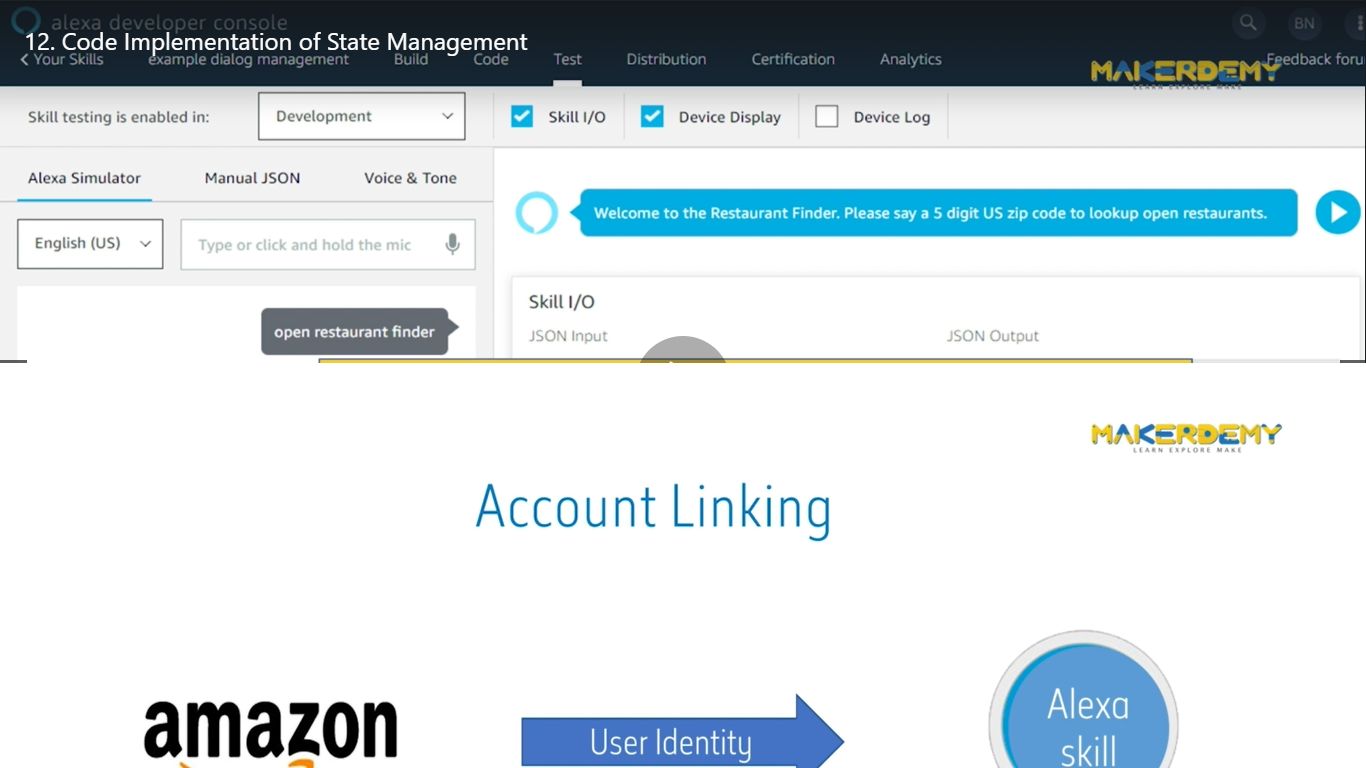 alexa developer console
BN
12. Code Implementation of State Management
Your Skills example dialog management Build Code Test Distribution Certification Analytics Feedback foru
MAKERDEMY
LEARN EXPLORE MAKE
Skill testing is enabled in: Development Skill I/O Device Display Device Log
Alexa Simulator Manual JSON Voice & Tone
Welcome to the Restaurant Finder. Please say a 5 digit US zip code to lookup open restaurants.
English (US) Type or click and hold the mic
Skill I/O
open restaurant finder
JSON Input JSON Output
MAKERDEMY
LEARN EXPLORE MAKE
Account Linking
amazon
User Identity
Alexa
skill